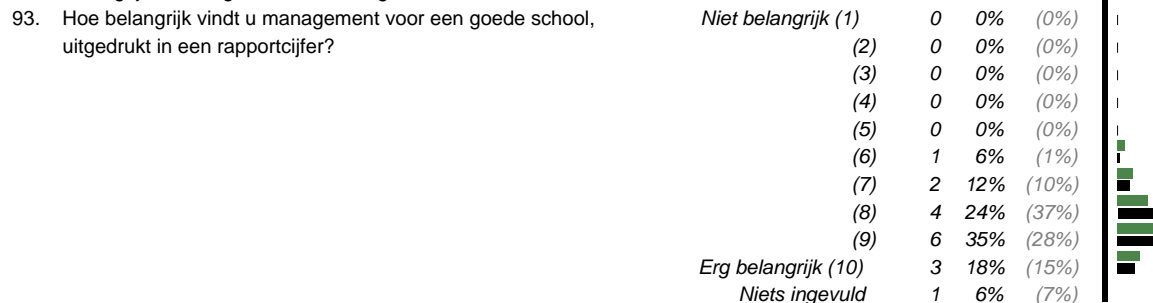 93. Hoe belangrijk vindt u management voor een goede school, Niet belangrijk (1) 0 0% (0%)
uitgedrukt in een rapportcijfer? (2) 0 0% (0%)
(3) 0 0% (0%)
(4) 0 0% (0%)
(5) 0 0% (0%)
(6) 1 6% (1%)
(7) 2 12% (10%)
(8) 4 24% (37%)
(9) 6 35% (28%)
Erg belangrijk (10) 3 18% (15%)
Niets ingevuld 1 6% (7%)